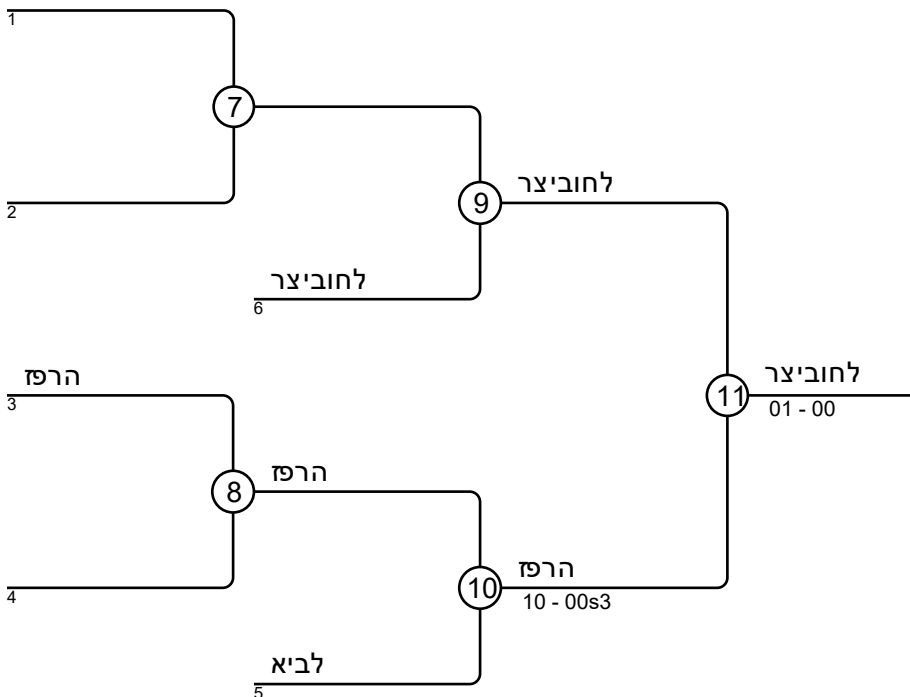 1
7
2
לחוביצר
9
לחוביצר
6
הרפז
3
לחוביצר
11
01 - 00
הרפז
8
הרפז
10
10 - 00s3
4
לביא
5